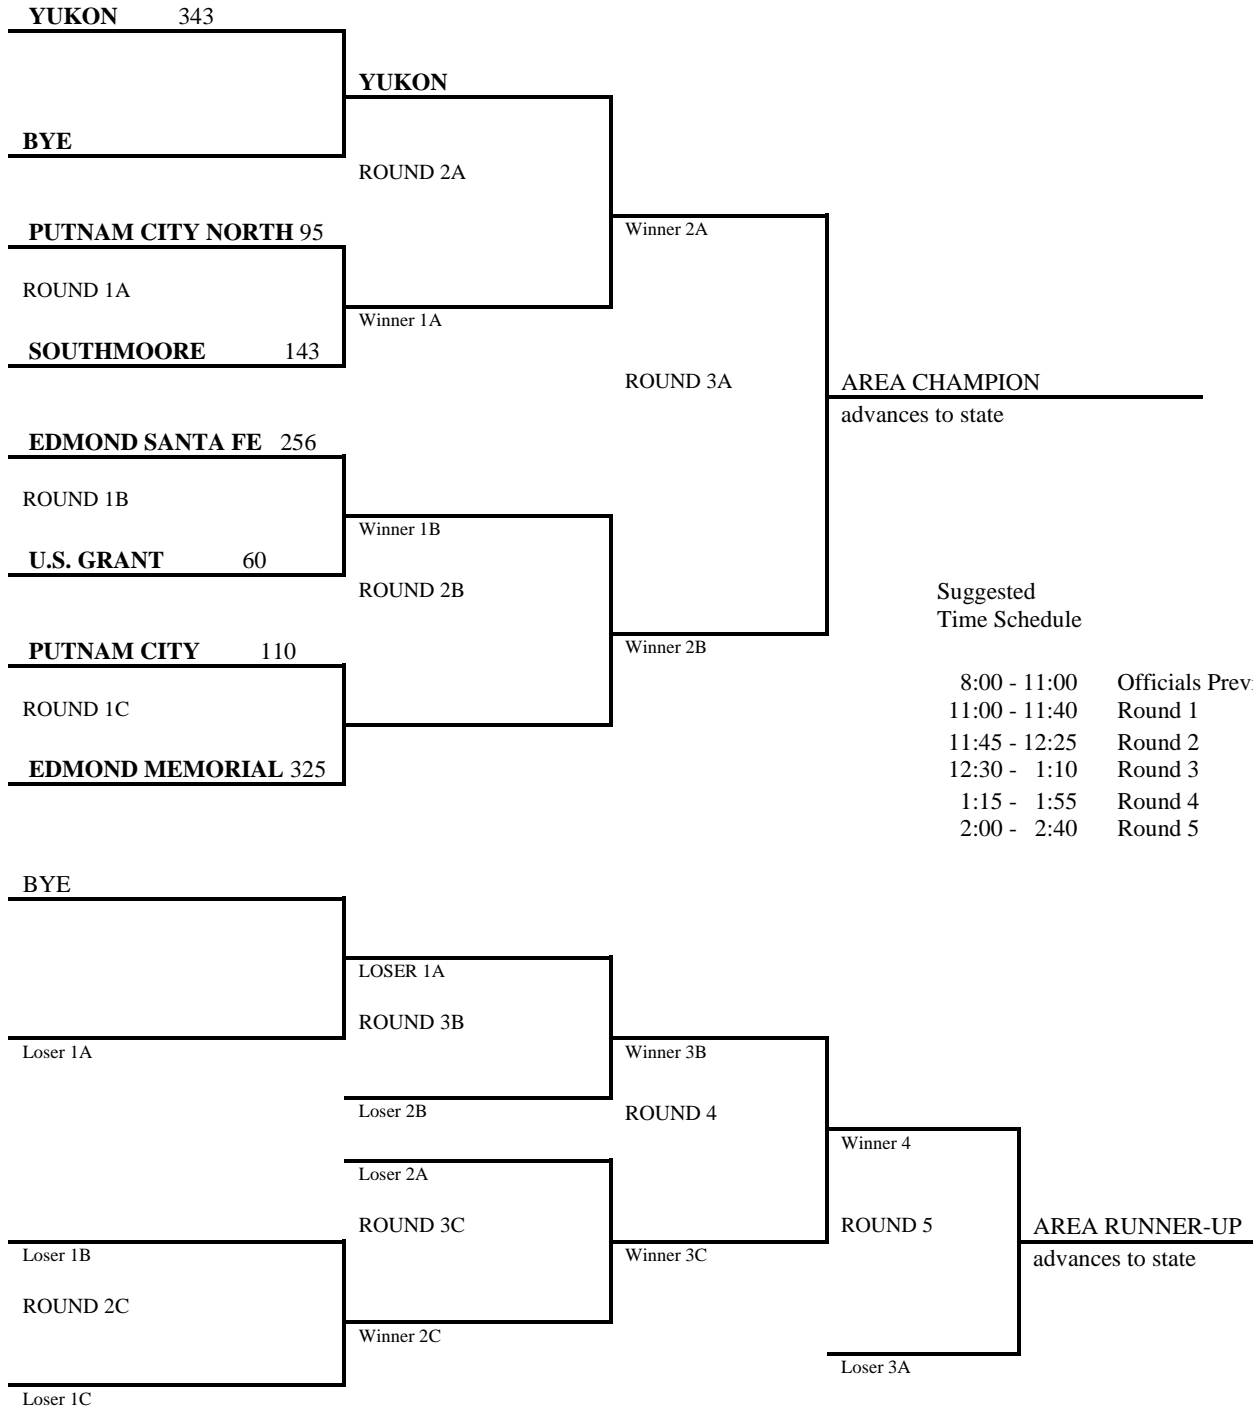 YUKON 343
YUKON
BYE
ROUND 2A
PUTNAM CITY NORTH 95
Winner 2A
ROUND 1A
Winner 1A
SOUTHMOORE 143
ROUND 3A
AREA CHAMPION
advances to state
EDMOND SANTA FE 256
ROUND 1B
Winner 1B
U.S. GRANT 60
ROUND 2B
Suggested
Time Schedule
PUTNAM CITY 110
Winner 2B
8:00 - 11:00 Officials
ROUND 1C
11:00 - 11:40 Round 1
11:45 - 12:25 Round 2
EDMOND MEMORIAL 325
12:30 - 1:10 Round 3
1:15 - 1:55 Round 4
2:00 - 2:40 Round 5
BYE
LOSER 1A
ROUND 3B
Loser 1A
Winner 3B
Loser 2B
ROUND 4
Winner 4
Loser 2A
ROUND 3C
ROUND 5
AREA RUNNER-UP
Loser 1B
Winner 3C
advances to state
ROUND 2C
Winner 2C
Loser 3A
Loser 1C